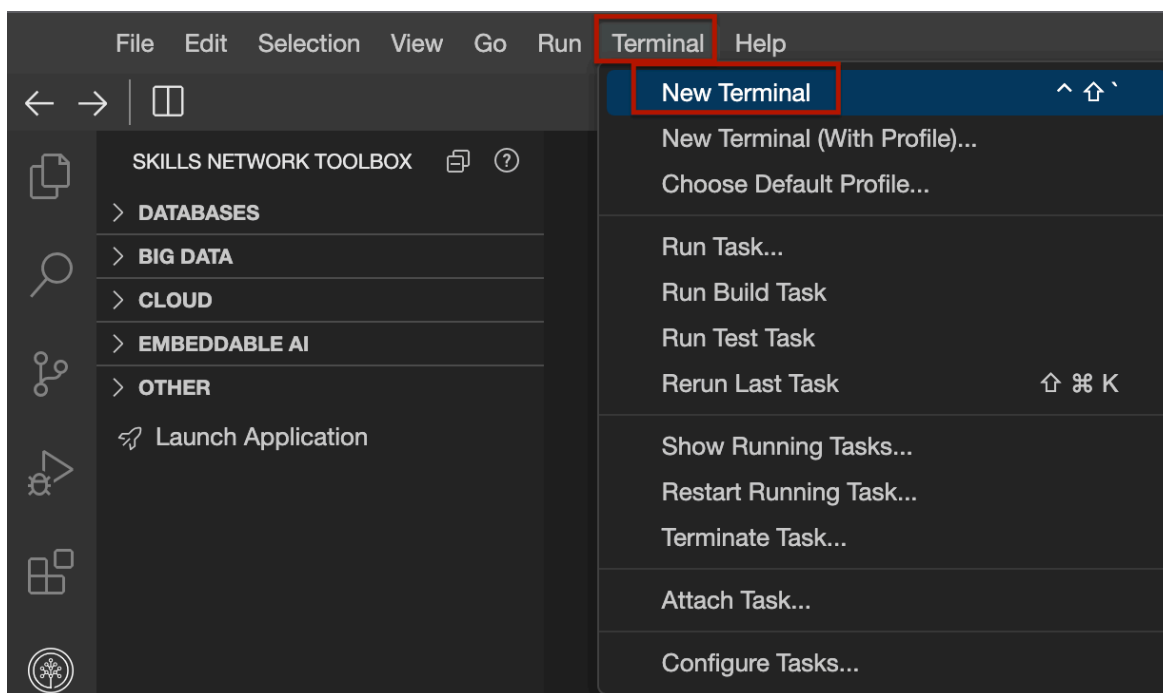 File Edit Selection View Go Run Terminal Help
SKILLS NETWORK TOOLBOX
DATABASES
BIG DATA
CLOUD
EMBEDDABLE AI
OTHER
Launch Application
New Terminal ^ ⇧ `
New Terminal (With Profile)...
Choose Default Profile...
Run Task...
Run Build Task
Run Test Task
Rerun Last Task ⇧ ⌘ K
Show Running Tasks...
Restart Running Task...
Terminate Task...
Attach Task...
Configure Tasks...